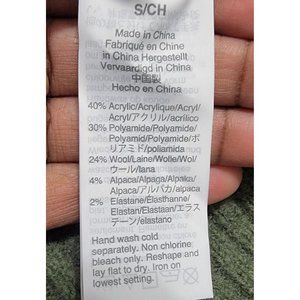 S/CH
Made in China
Fabriqué en Chine
in China Hergestellt
Vervaardigd in China
中国製
Hecho en China
40% Acrylic/Acrylique/Acryl/
Acryl/アクリル/acrílico
30% Polyamide/Polyamide/
Polyamid/Polyamide/ポ
リアミド/poliamida
24% Wool/Laine/Wolle/Wol/
ウール/lana
4% Alpaca/Alpaga/Alpaka/
Alpaca/アルパカ/alpaca
2% Elastane/Élasthanne/
Elastan/Elastaan/エラス
テーン/elastano
Hand wash cold
separately. Non chlorine
bleach only. Reshape and
lay flat to dry. Iron on
lowest setting.